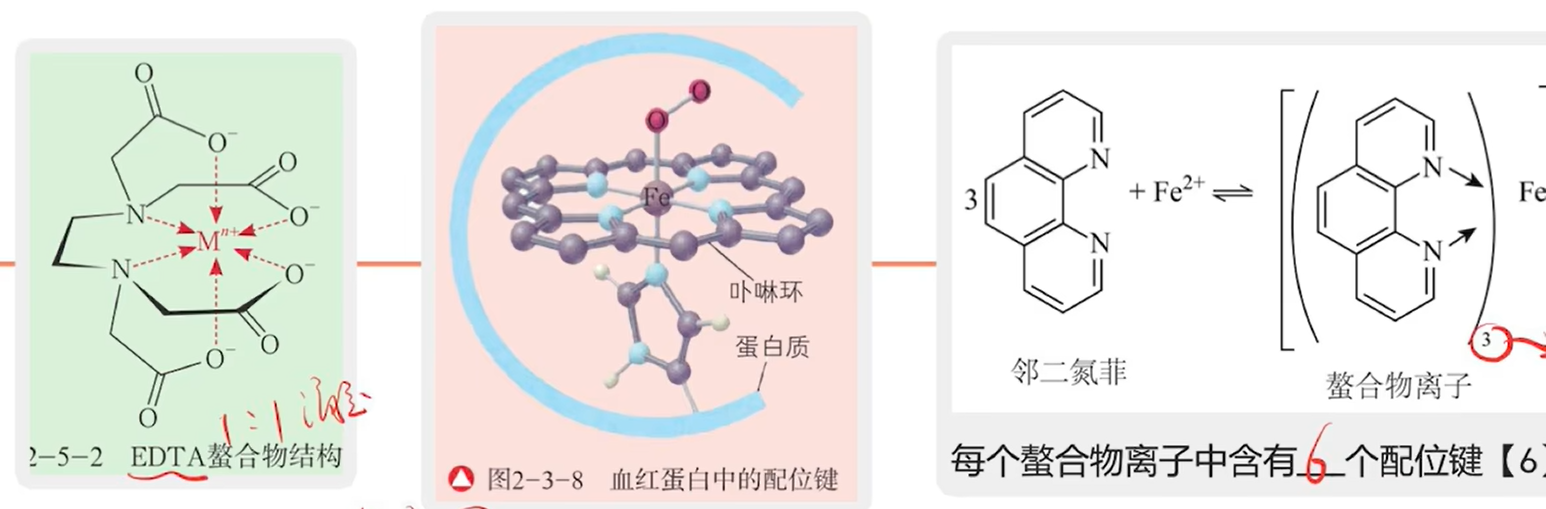 O
O⁻
O
O⁻
N
Mⁿ⁺
N
O⁻
O
O⁻
O
1:1
2-5-2 EDTA螯合物结构
O
O
Fe
卟啉环
蛋白质
图2-3-8 血红蛋白中的配位键
3
N
N
+ Fe²⁺ ⇌
N
N
Fe
3
邻二氮菲
螯合物离子
每个螯合物离子中含有6个配位键【6】